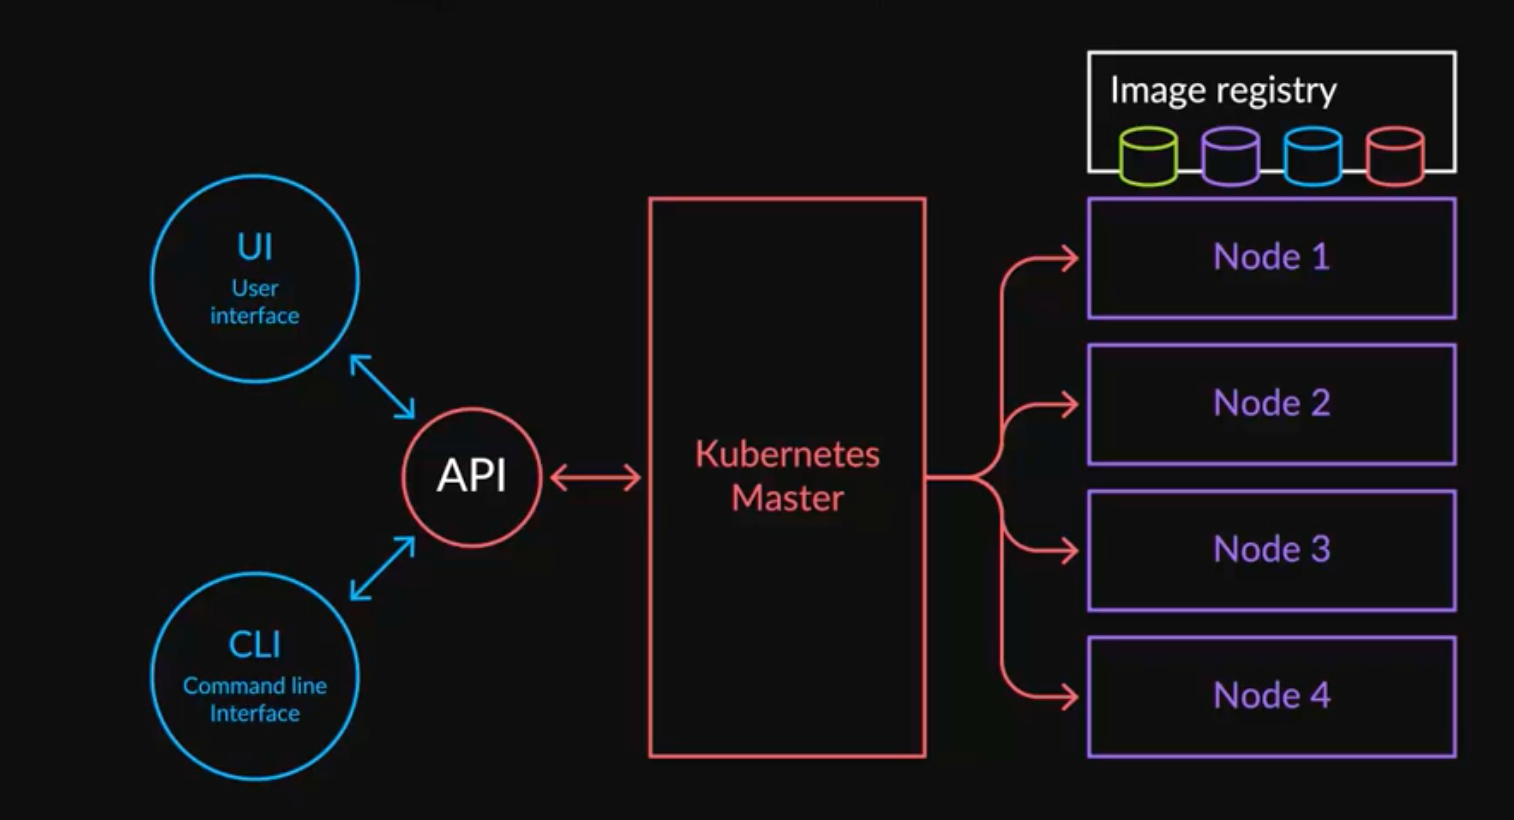 Image registry
UI
User
interface
API
CLI
Command line
Interface
Kubernetes
Master
Node 1
Node 2
Node 3
Node 4